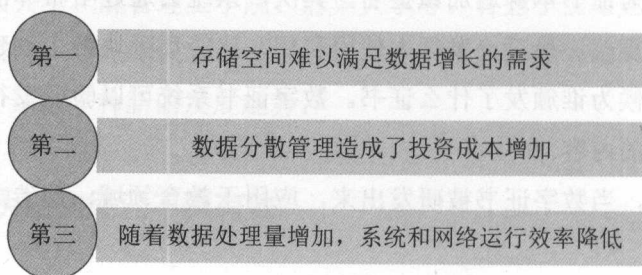 第一 存储空间难以满足数据增长的需求
第二 数据分散管理造成了投资成本增加
第三 随着数据处理量增加，系统和网络运行效率降低